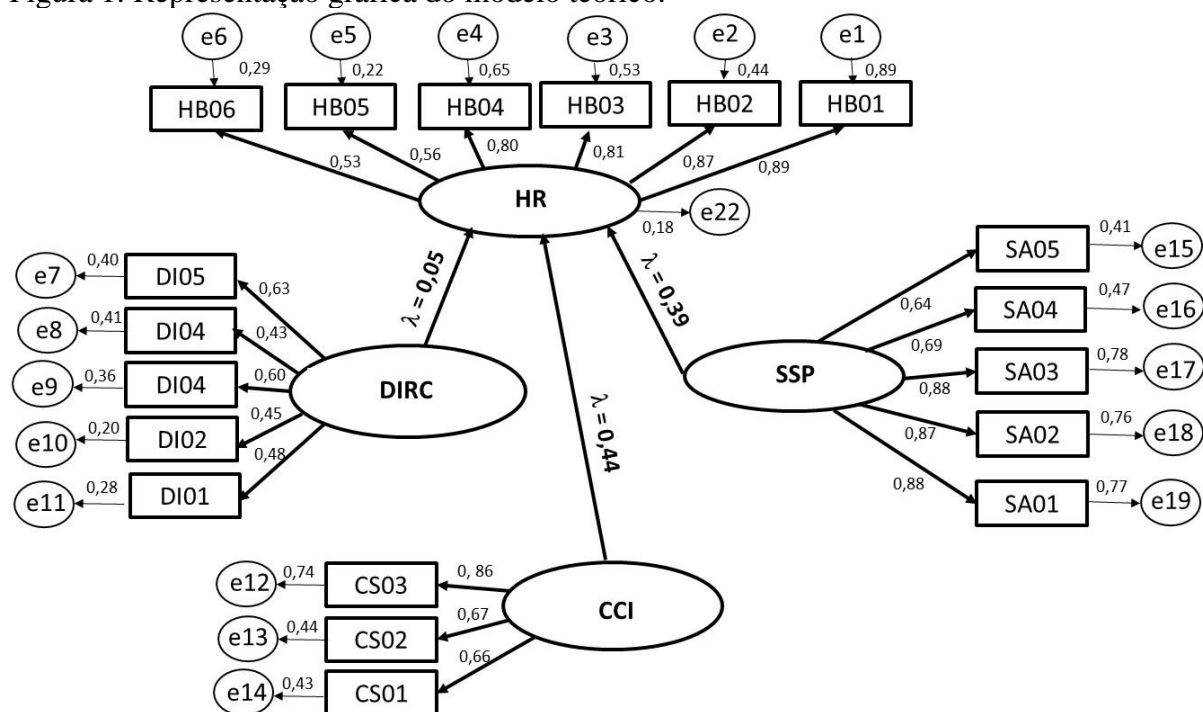 Figura 1: Representação gráfica do modelo teórico.
e6 e5 e4 e3 e2 e1
0,29 0,22 0,65 0,53 0,44 0,89
HB06 HB05 HB04 HB03 HB02 HB01
0,53 0,56 0,80 0,81 0,87 0,89
HR
0,18 e22
λ = 0,05
λ = 0,44
λ = 0,39
e7 0,40 DI05 0,63
e8 0,41 DI04 0,43
e9 0,36 DI04 0,60
e10 0,20 DI02 0,45
e11 0,28 DI01 0,48
DIRC
SSP
0,64 SA05 0,41 e15
0,69 SA04 0,47 e16
0,88 SA03 0,78 e17
0,87 SA02 0,76 e18
0,88 SA01 0,77 e19
e12 0,74 CS03 0, 86
e13 0,44 CS02 0,67
e14 0,43 CS01 0,66
CCI